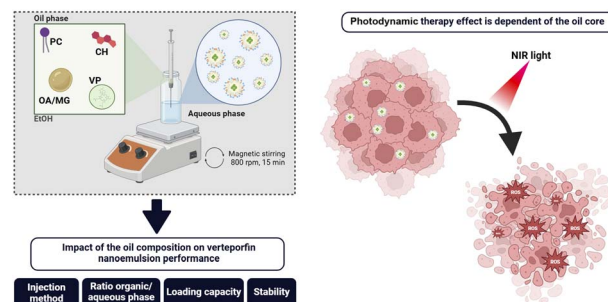 Oil phase
PC
CH
OA/MG
VP
EtOH
Aqueous phase
Magnetic stirring
800 rpm, 15 min
Impact of the oil composition on verteporfin
nanoemulsion performance
Injection
method
Ratio organic/
aqueous phase
Loading capacity
Stability
Photodynamic therapy effect is dependent of the oil core
NIR light
ROS
ROS
ROS
ROS